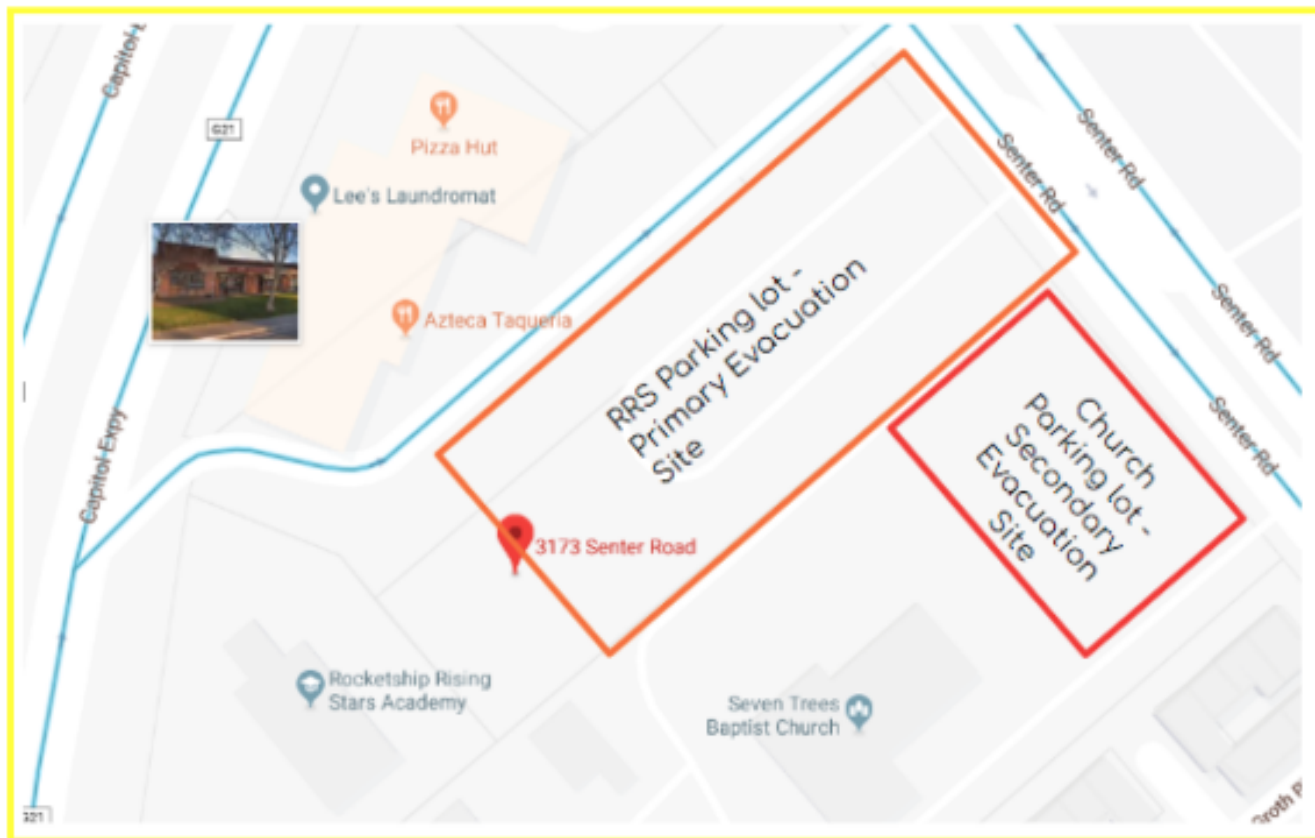 Capitol
G21
Pizza Hut
Lee's Laundromat
Azteca Taqueria
Capitol Expy
Senter Rd
Senter Rd
Senter Rd
Senter Rd
RRS Parking lot -
Primary Evacuation
Site
Church
Parking lot -
Secondary
Evacuation
Site
3173 Senter Road
Rocketship Rising
Stars Academy
Seven Trees
Baptist Church
G21
Groth